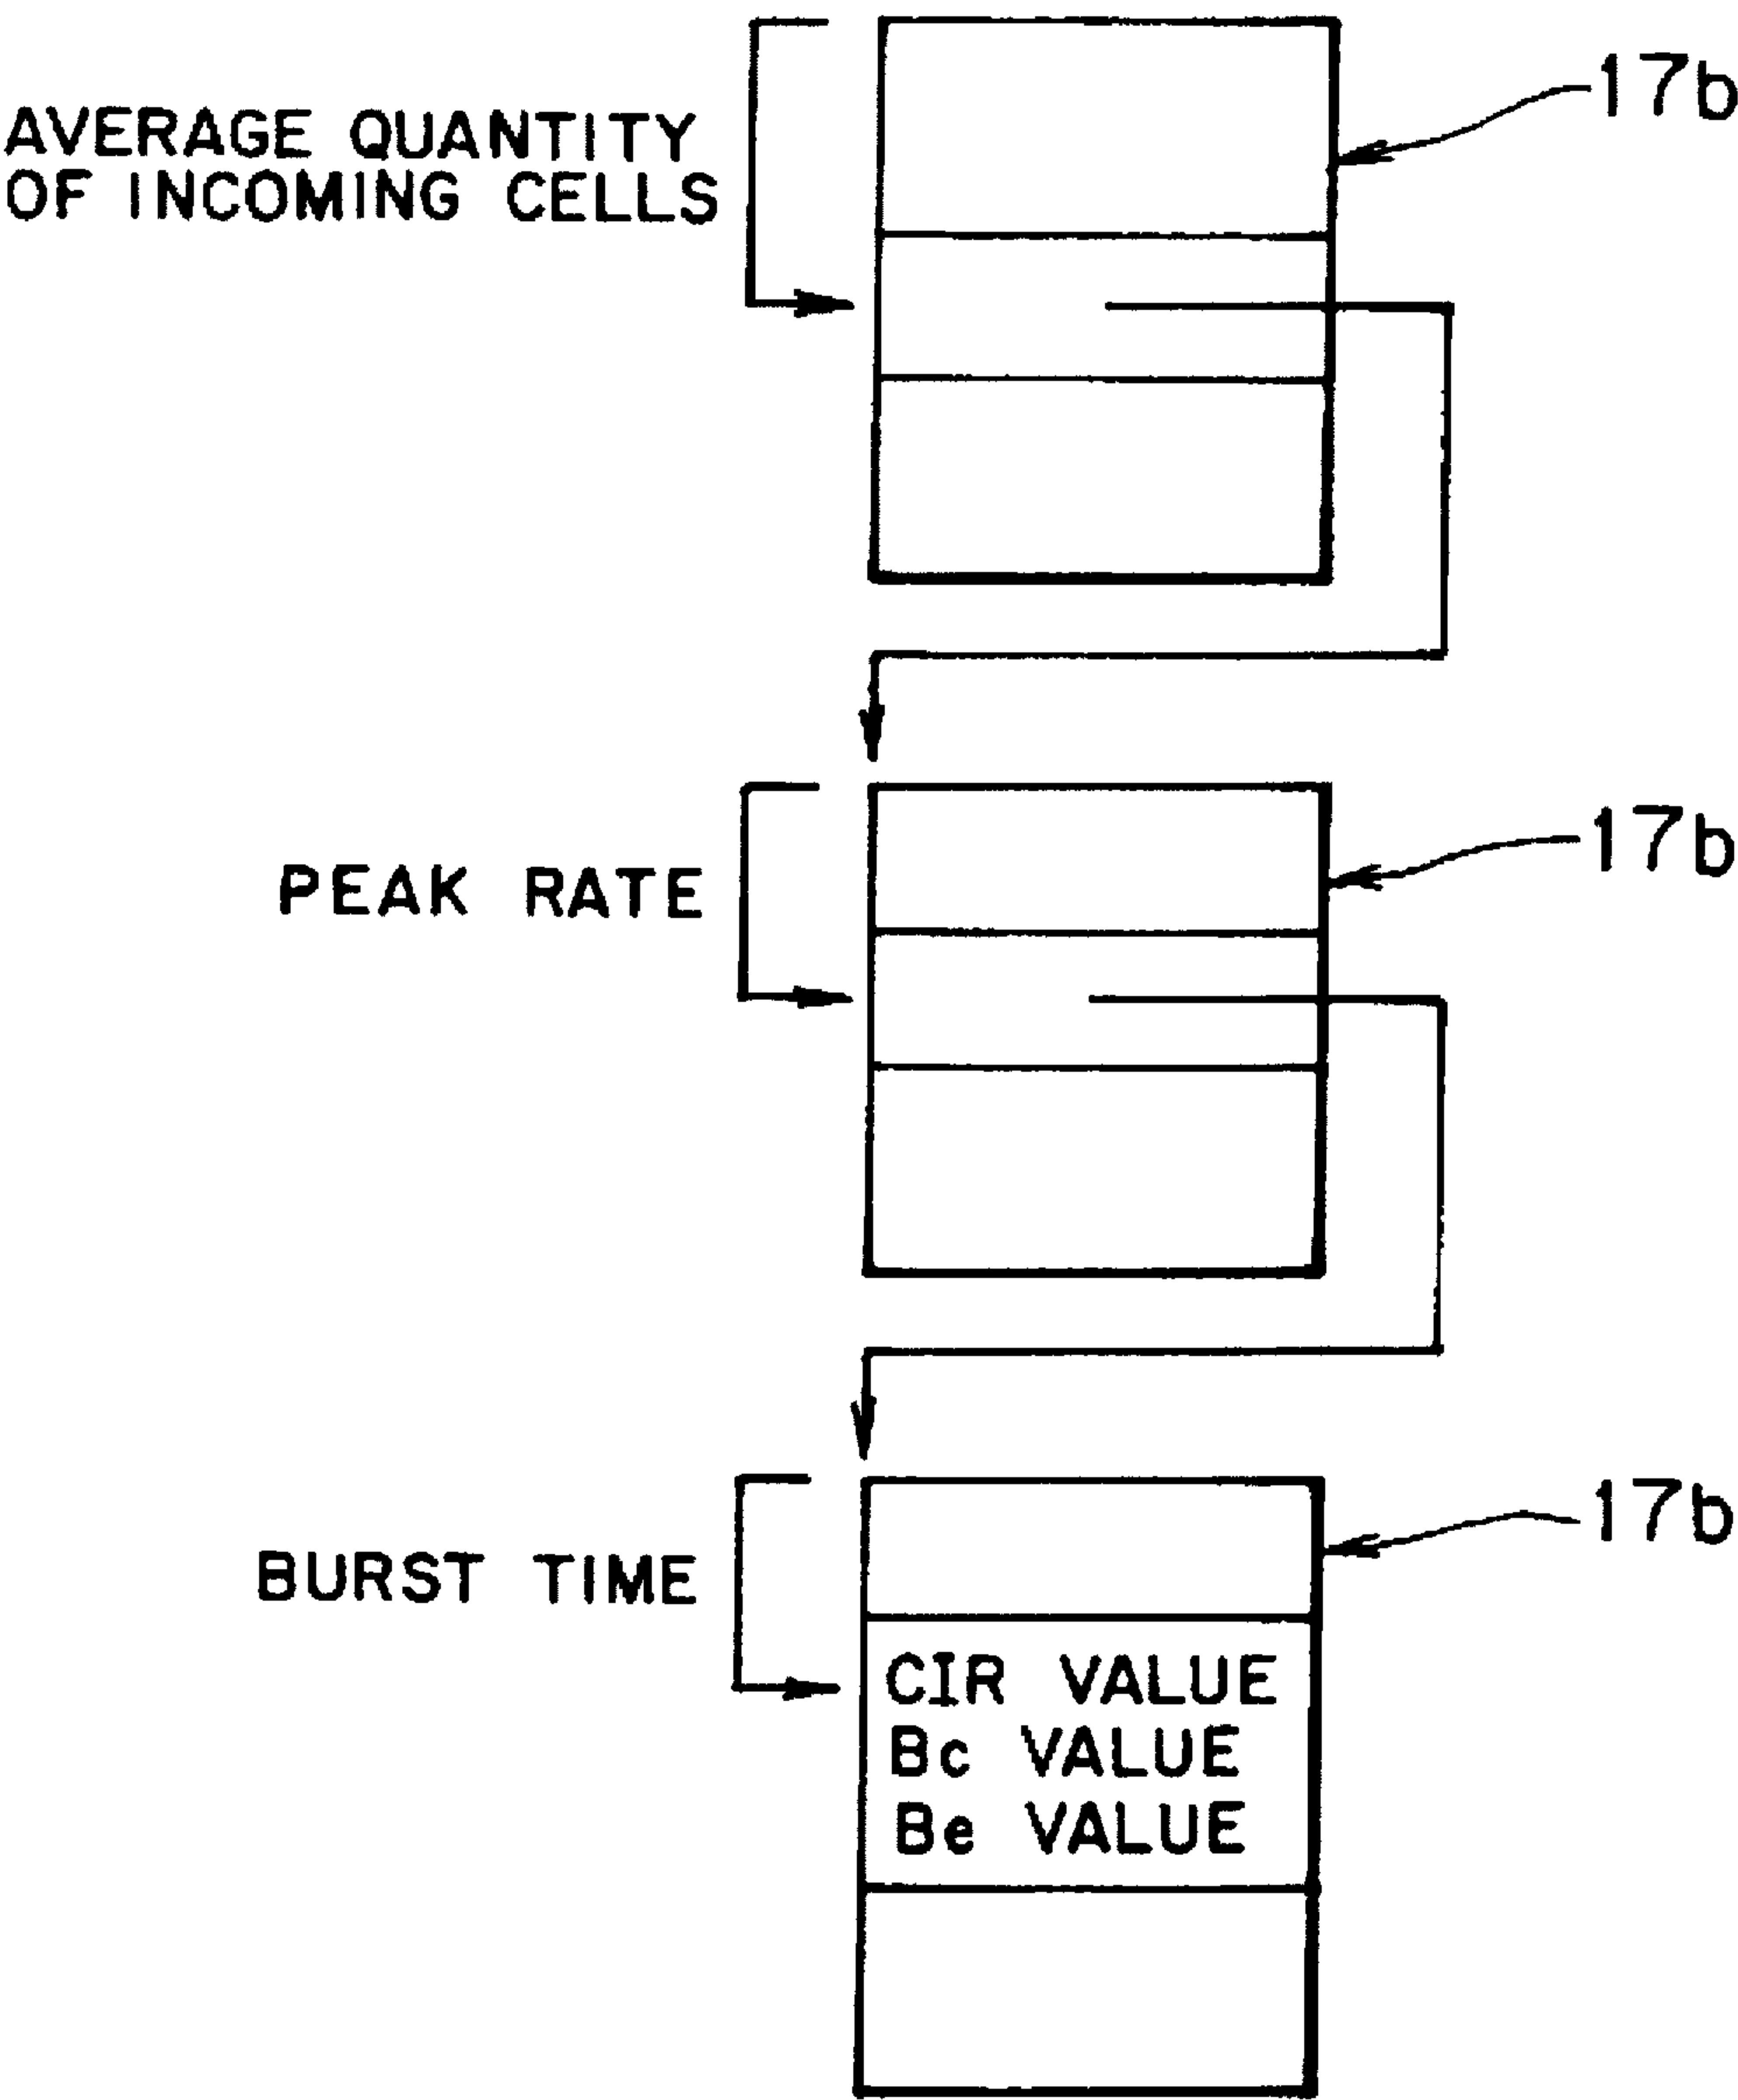 17b
AVERAGE QUANTITY
OF INCOMING CELLS
17b
PEAK RATE
17b
BURST TIME
CIR VALUE
Bc VALUE
Be VALUE